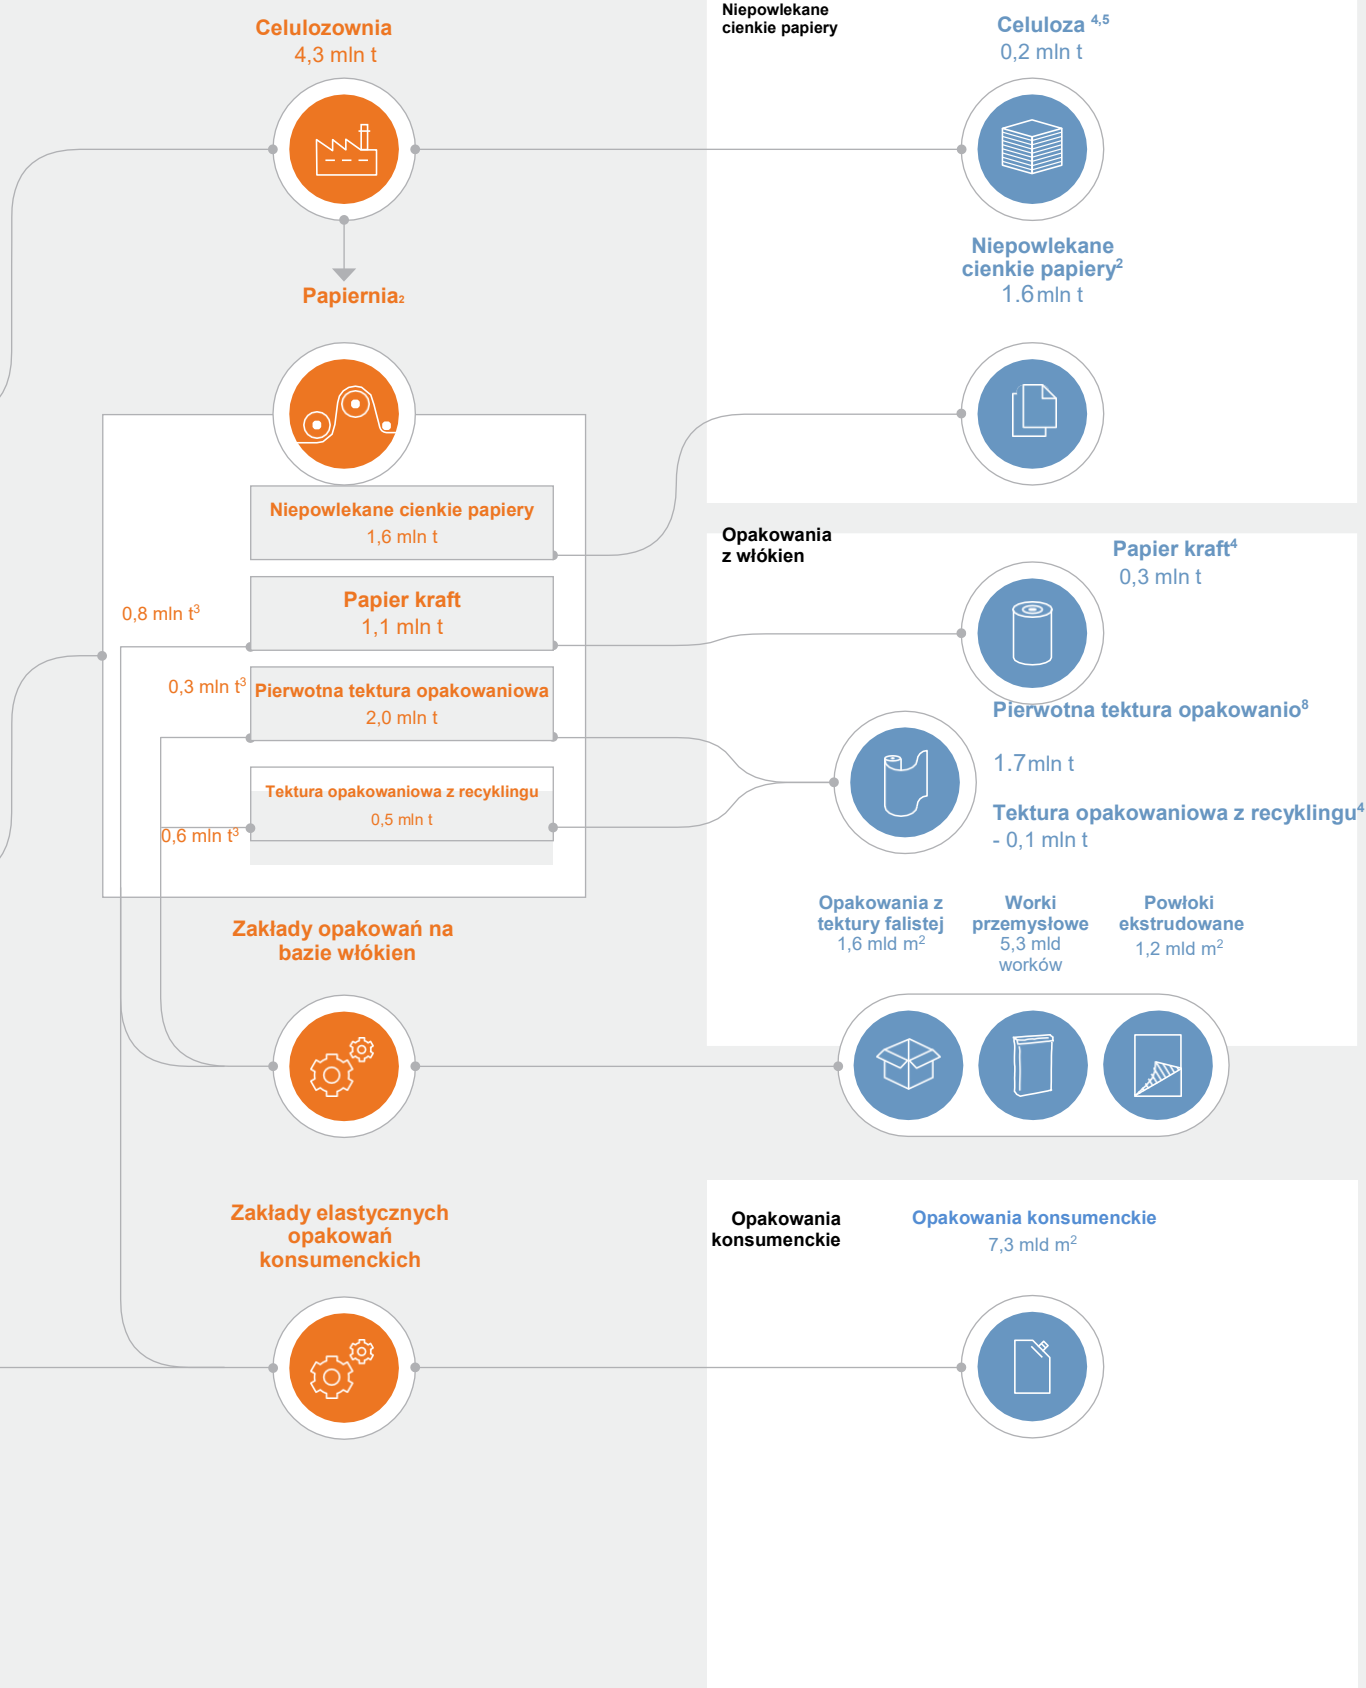 Celulozownia
4,3 mln t
Papiernia2
Niepowlekane cienkie papiery
1,6 mln t
0,8 mln t3
Papier kraft
1,1 mln t
0,3 mln t3
Pierwotna tektura opakowaniowa
2,0 mln t
Tektura opakowaniowa z recyklingu
0,5 mln t
0,6 mln t3
Zakłady opakowań na
bazie włókien
Zakłady elastycznych
opakowań
konsumenckich
Niepowlekane
cienkie papiery
Celuloza 4,5
0,2 mln t
Niepowlekane
cienkie papiery2
1.6 mln t
Opakowania
z włókien
Papier kraft4
0,3 mln t
Pierwotna tektura opakowanio8
1.7 mln t
Tektura opakowaniowa z recyklingu4
- 0,1 mln t
Opakowania z
tektury falistej
1,6 mld m2
Worki
przemysłowe
5,3 mld
worków
Powłoki
ekstrudowane
1,2 mld m2
Opakowania
konsumenckie
Opakowania konsumenckie
7,3 mld m2